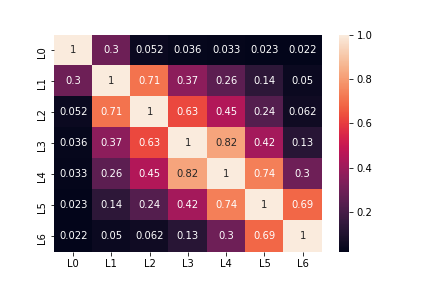 L0 1 0.3 0.052 0.036 0.033 0.023 0.022
L1 0.3 1 0.71 0.37 0.26 0.14 0.05
L2 0.052 0.71 1 0.63 0.45 0.24 0.062
L3 0.036 0.37 0.63 1 0.82 0.42 0.13
L4 0.033 0.26 0.45 0.82 1 0.74 0.3
L5 0.023 0.14 0.24 0.42 0.74 1 0.69
L6 0.022 0.05 0.062 0.13 0.3 0.69 1
L0 L1 L2 L3 L4 L5 L6
1.0
0.8
0.6
0.4
0.2